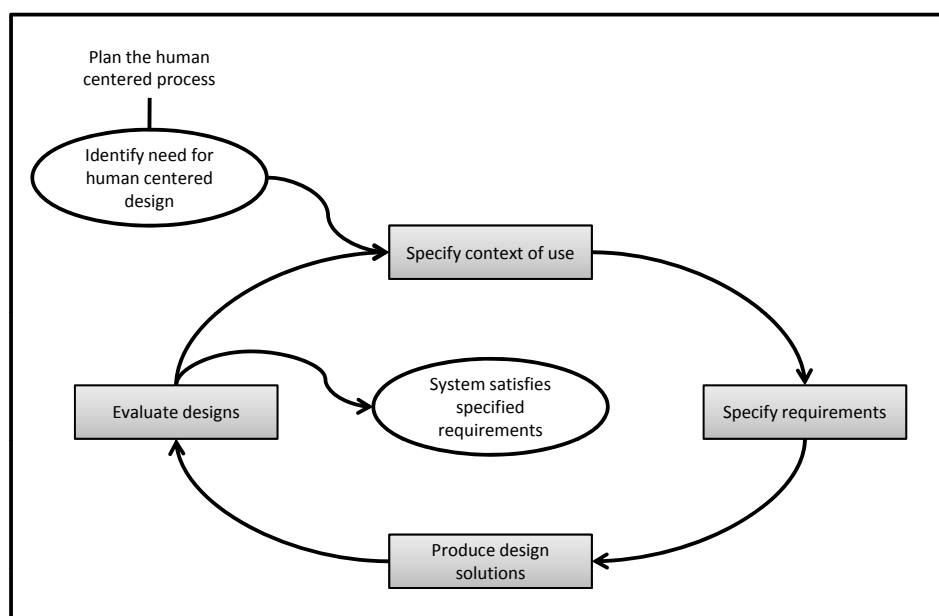 Plan the human
centered process
Identify need for
human centered
design
Specify context of use
System satisfies
specified
requirements
Evaluate designs
Specify requirements
Produce design
solutions